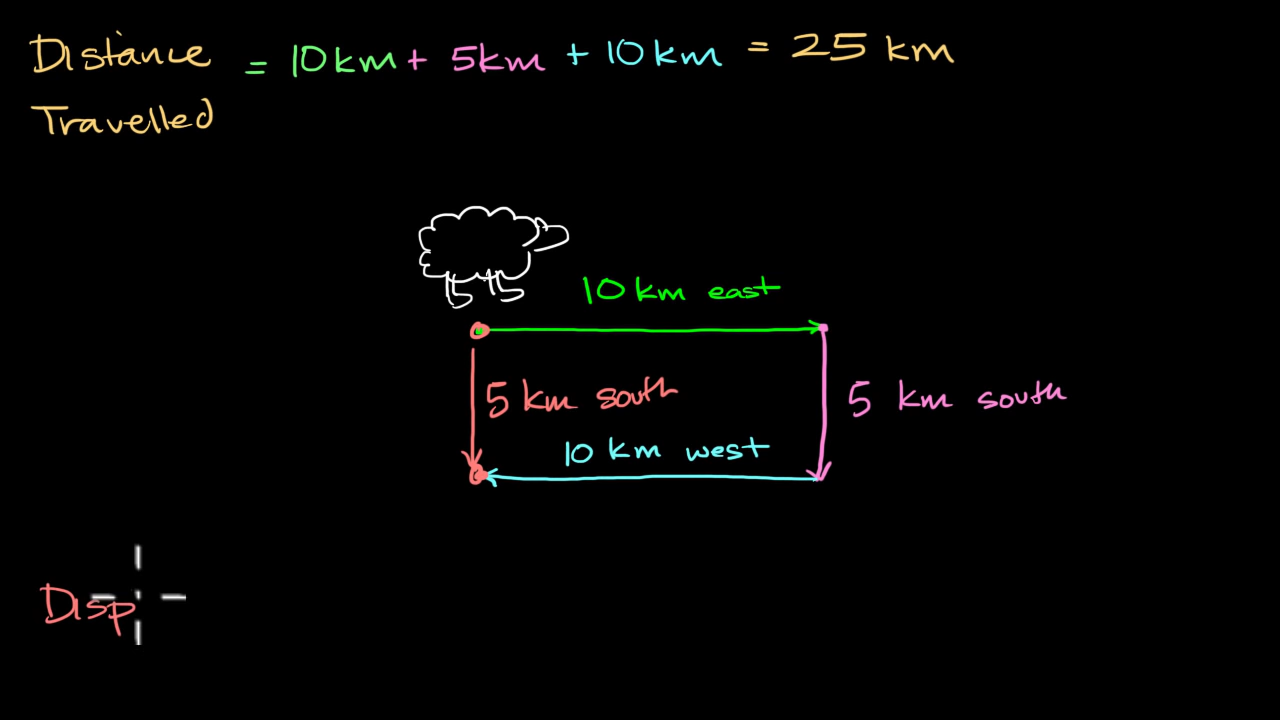 Distance = 10km + 5km + 10km = 25 km
Travelled
10 km east
5 km south 5 km south
10 km west
Disp